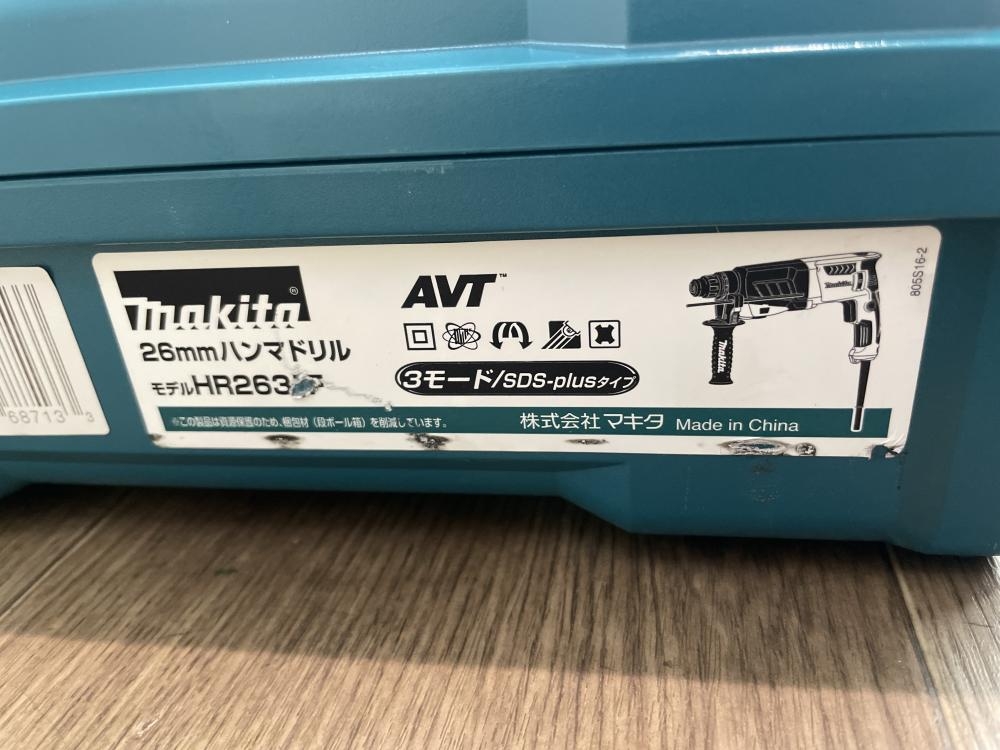 makita®
26mmハンマドリル
モデルHR263
※この製品は資源保護のため、梱包材（段ボール箱）を削減しています。
AVT™
3モード/SDS-plusタイプ
株式会社マキタ Made in China
makita
Makita
805S16-2
68713 3